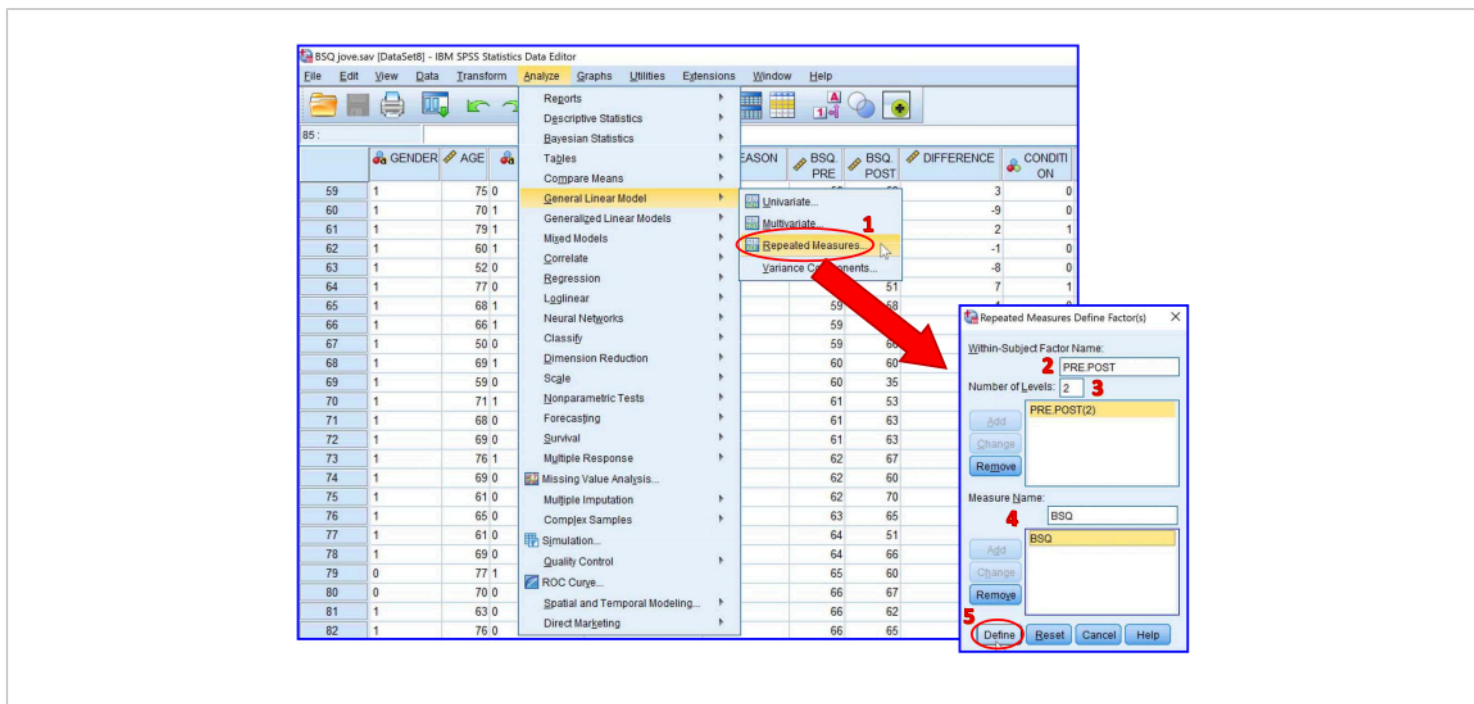 BSQ jove.sav [DataSet8] - IBM SPSS Statistics Data Editor
File Edit View Data Transform Analyze Graphs Utilities Extensions Window Help
85 :
GENDER AGE EASON BSQ. PRE BSQ. POST DIFFERENCE CONDITI ON
59 1 75 0 3 0
60 1 70 1 -9 0
61 1 79 1 2 1
62 1 60 1 -1 0
63 1 52 0 -8 0
64 1 77 0 51 7 1
65 1 68 1 59 58
66 1 66 1 59
67 1 50 0 59
68 1 69 1 60 60
69 1 59 0 60 35
70 1 71 1 61 53
71 1 68 0 61 63
72 1 69 0 61 63
73 1 76 1 62 67
74 1 69 0 62 60
75 1 61 0 62 70
76 1 65 0 63 65
77 1 61 0 64 51
78 1 69 0 64 66
79 0 77 1 65 60
80 0 70 0 66 67
81 1 63 0 66 62
82 1 76 0 66 65
Reports
Descriptive Statistics
Bayesian Statistics
Tables
Compare Means
General Linear Model
Generalized Linear Models
Mixed Models
Correlate
Regression
Loglinear
Neural Networks
Classify
Dimension Reduction
Scale
Nonparametric Tests
Forecasting
Survival
Multiple Response
Missing Value Analysis...
Multiple Imputation
Complex Samples
Simulation...
Quality Control
ROC Curve...
Spatial and Temporal Modeling...
Direct Marketing
Univariate...
Multivariate...
1
Repeated Measures...
Variance
Repeated Measures Define Factor(s)
Within-Subject Factor Name:
2 PRE.POST
Number of Levels: 2 3
PRE.POST(2)
Add
Change
Remove
Measure Name:
4 BSQ
BSQ
Add
Change
Remove
5
Define Reset Cancel Help